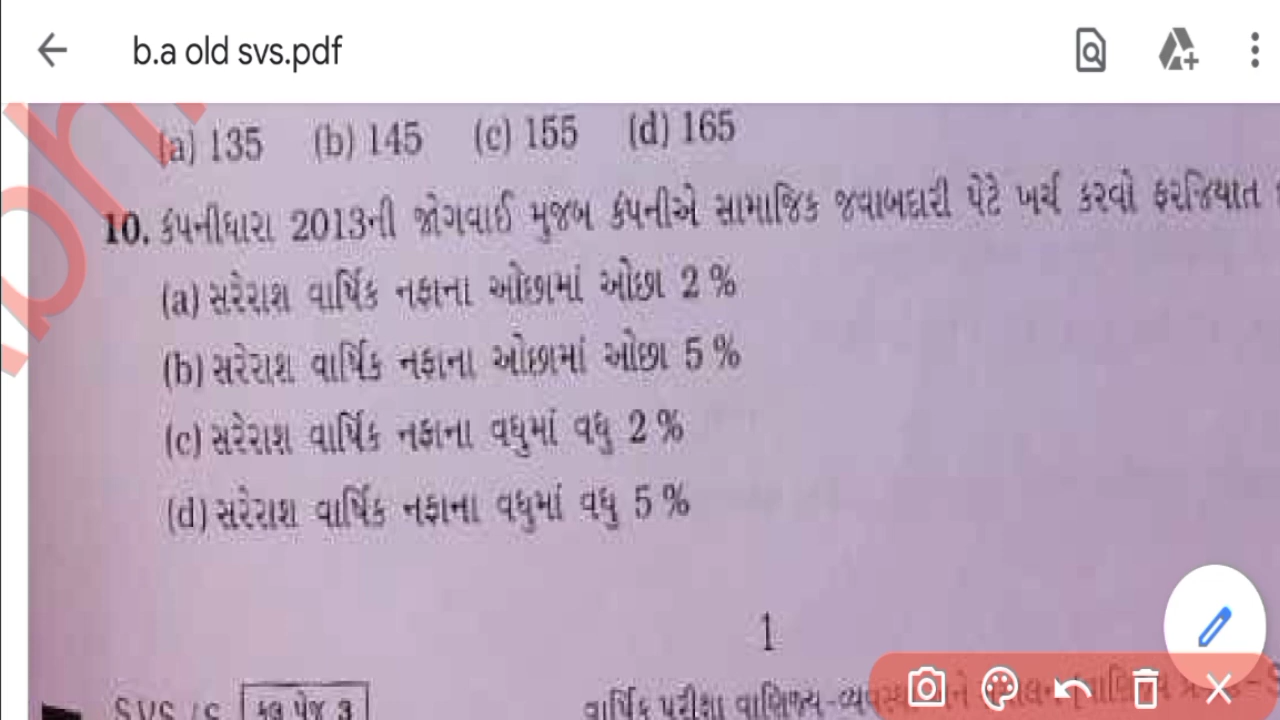 b.a old svs.pdf
(a) 135 (b) 145 (c) 155 (d) 165
10. કંપનીધારા 2013ની જોગવાઈ મુજબ કંપનીએ સામાજિક જવાબદારી પેટે ખર્ચ કરવો ફરજિયાત
(a) સરેરાશ વાર્ષિક નફાના ઓછામાં ઓછા 2 %
(b) સરેરાશ વાર્ષિક નફાના ઓછામાં ઓછા 5 %
(c) સરેરાશ વાર્ષિક નફાના વધુમાં વધુ 2 %
(d) સરેરાશ વાર્ષિક નફાના વધુમાં વધુ 5 %
1
SVS / S કુલ પેજ 3 વાર્ષિક પરીક્ષા વાણિજ્ય-